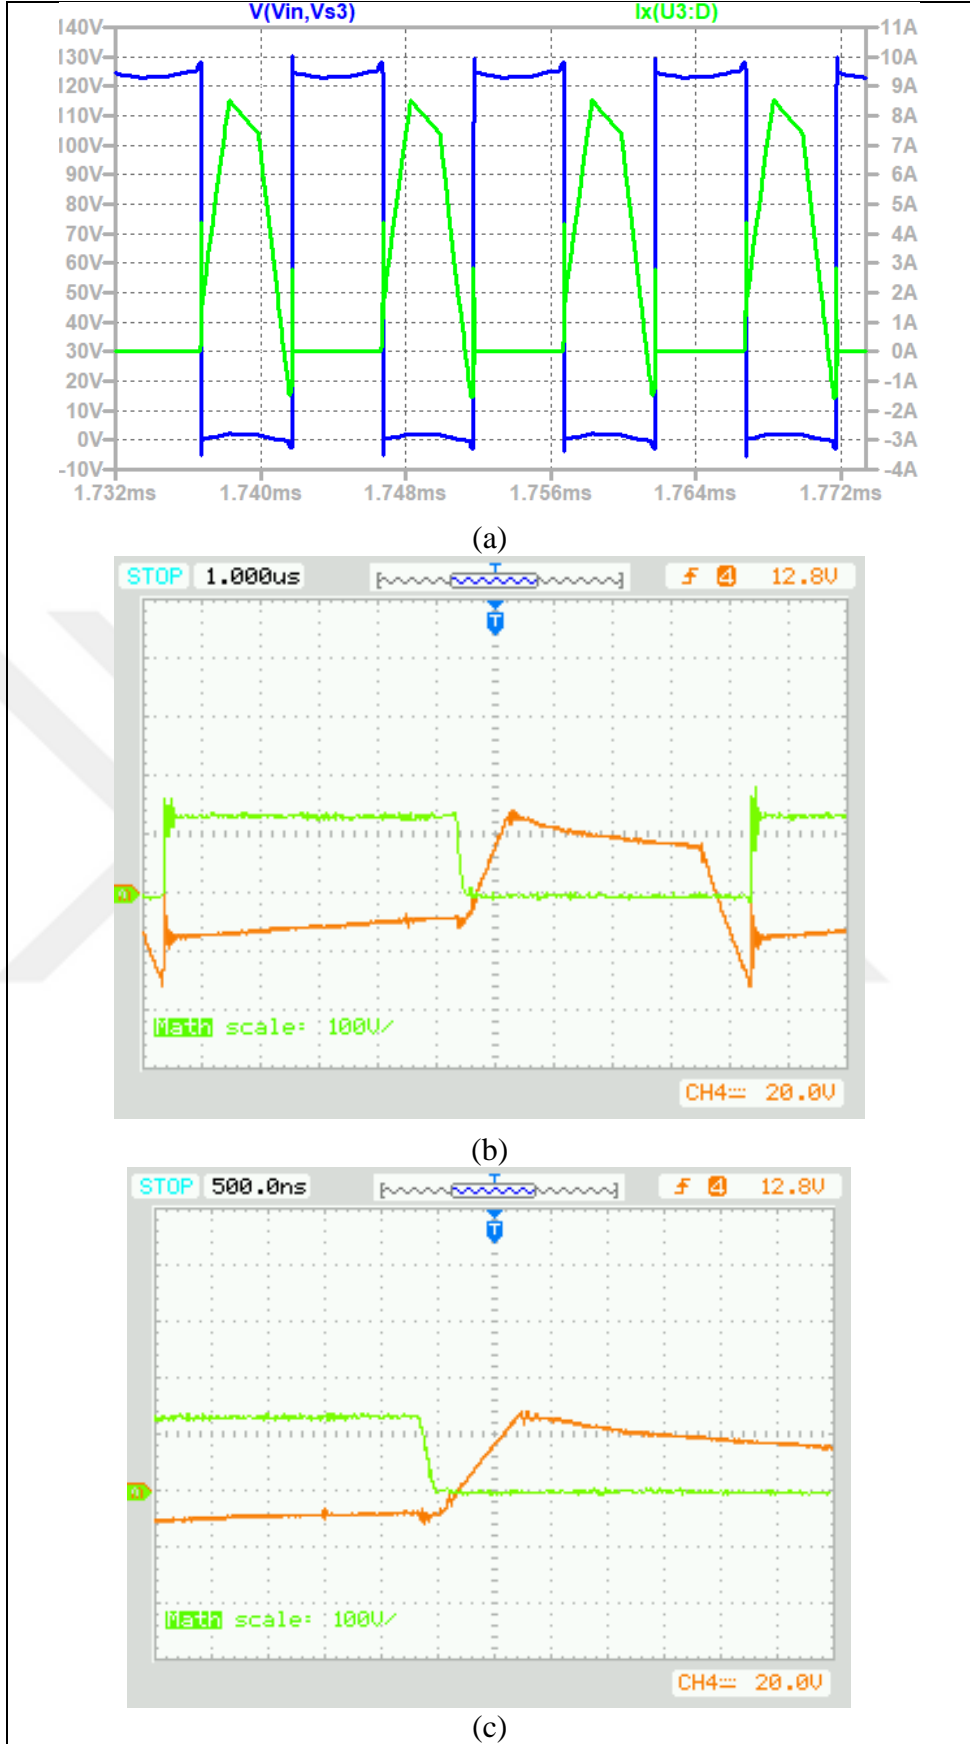 V(Vin,Vs3) Ix(U3:D)
140V 11A
130V 10A
120V 9A
110V 8A
100V 7A
90V 6A
80V 5A
70V 4A
60V 3A
50V 2A
40V 1A
30V 0A
20V -1A
10V -2A
0V -3A
-10V -4A
1.732ms 1.740ms 1.748ms 1.756ms 1.764ms 1.772ms
(a)
STOP 1.000us T 4 12.8V
T
Math scale: 100V/
CH4 20.0V
(b)
STOP 500.0ns T 4 12.8V
T
Math scale: 100V/
CH4 20.0V
(c)